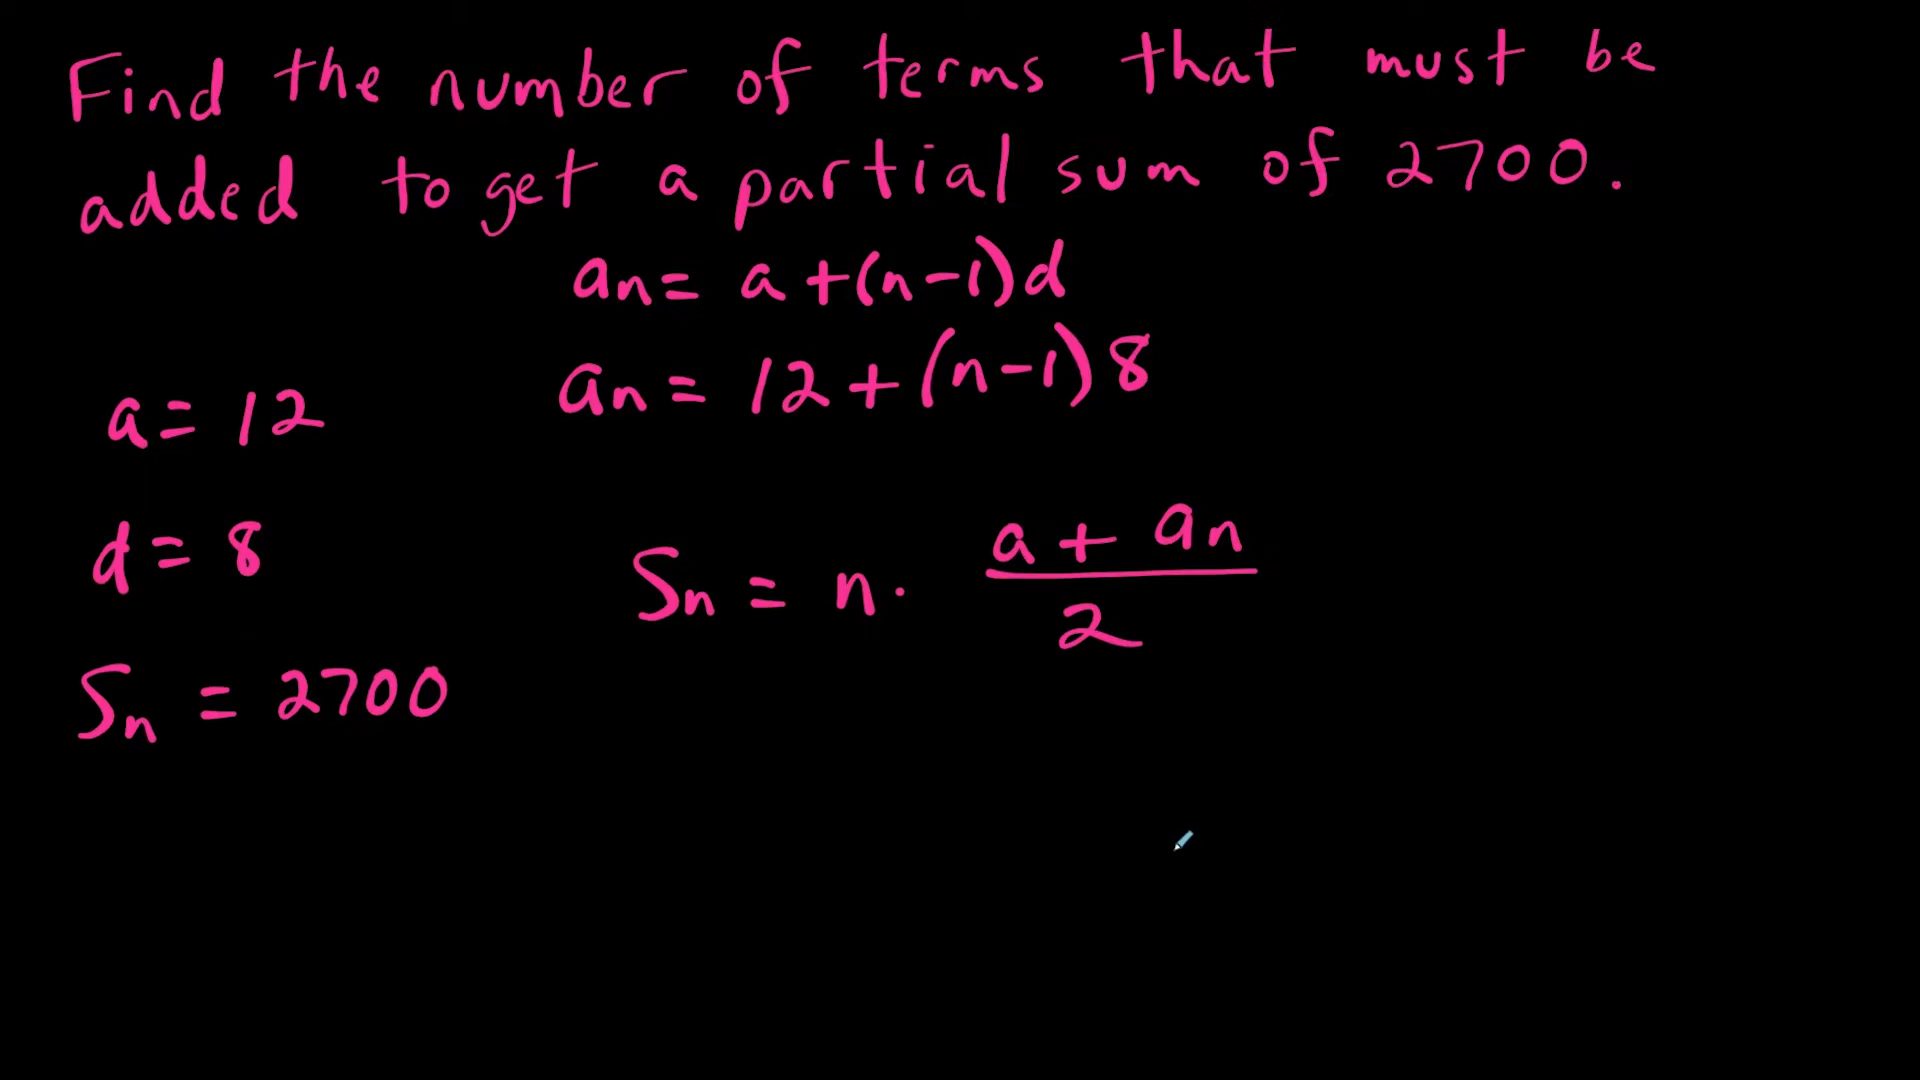 Find the number of terms that must be
added to get a partial sum of 2700.
an = a + (n-1)d
an = 12 + (n-1)8
a = 12
d = 8
Sn = n · (a + an)/2
Sn = 2700